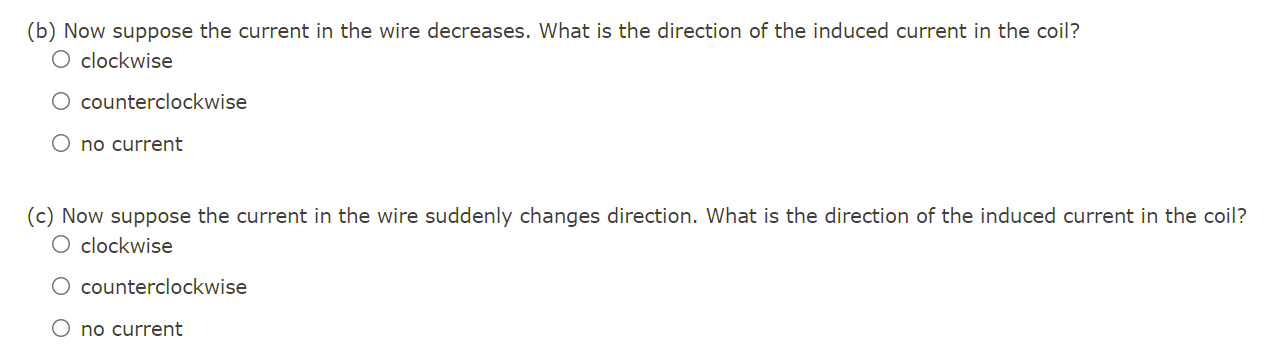 (b) Now suppose the current in the wire decreases. What is the direction of the induced current in the coil?
clockwise
counterclockwise
no current
(c) Now suppose the current in the wire suddenly changes direction. What is the direction of the induced current in the coil?
clockwise
counterclockwise
no current